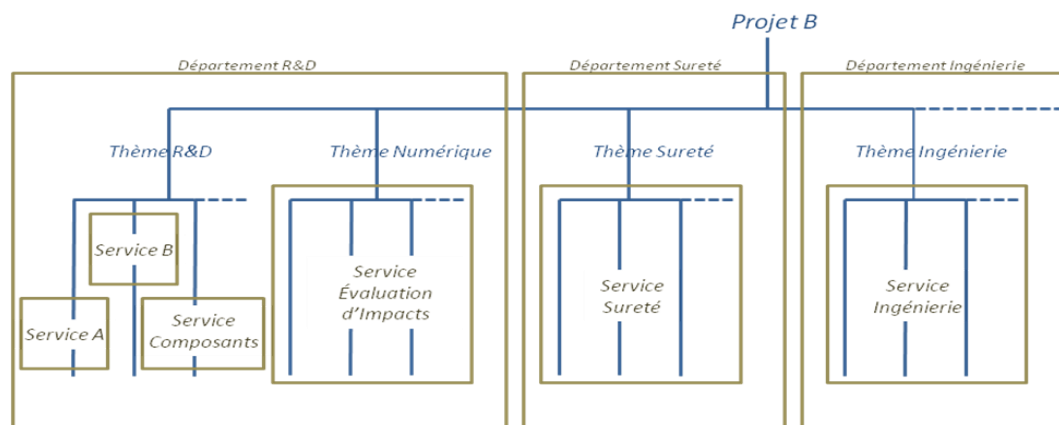 Projet B
Département R&D
Département Sureté
Département Ingénierie
Thème R&D
Thème Numérique
Thème Sureté
Thème Ingénierie
Service B
Service A
Service
Composants
Service
Évaluation
d'Impacts
Service
Sureté
Service
Ingénierie